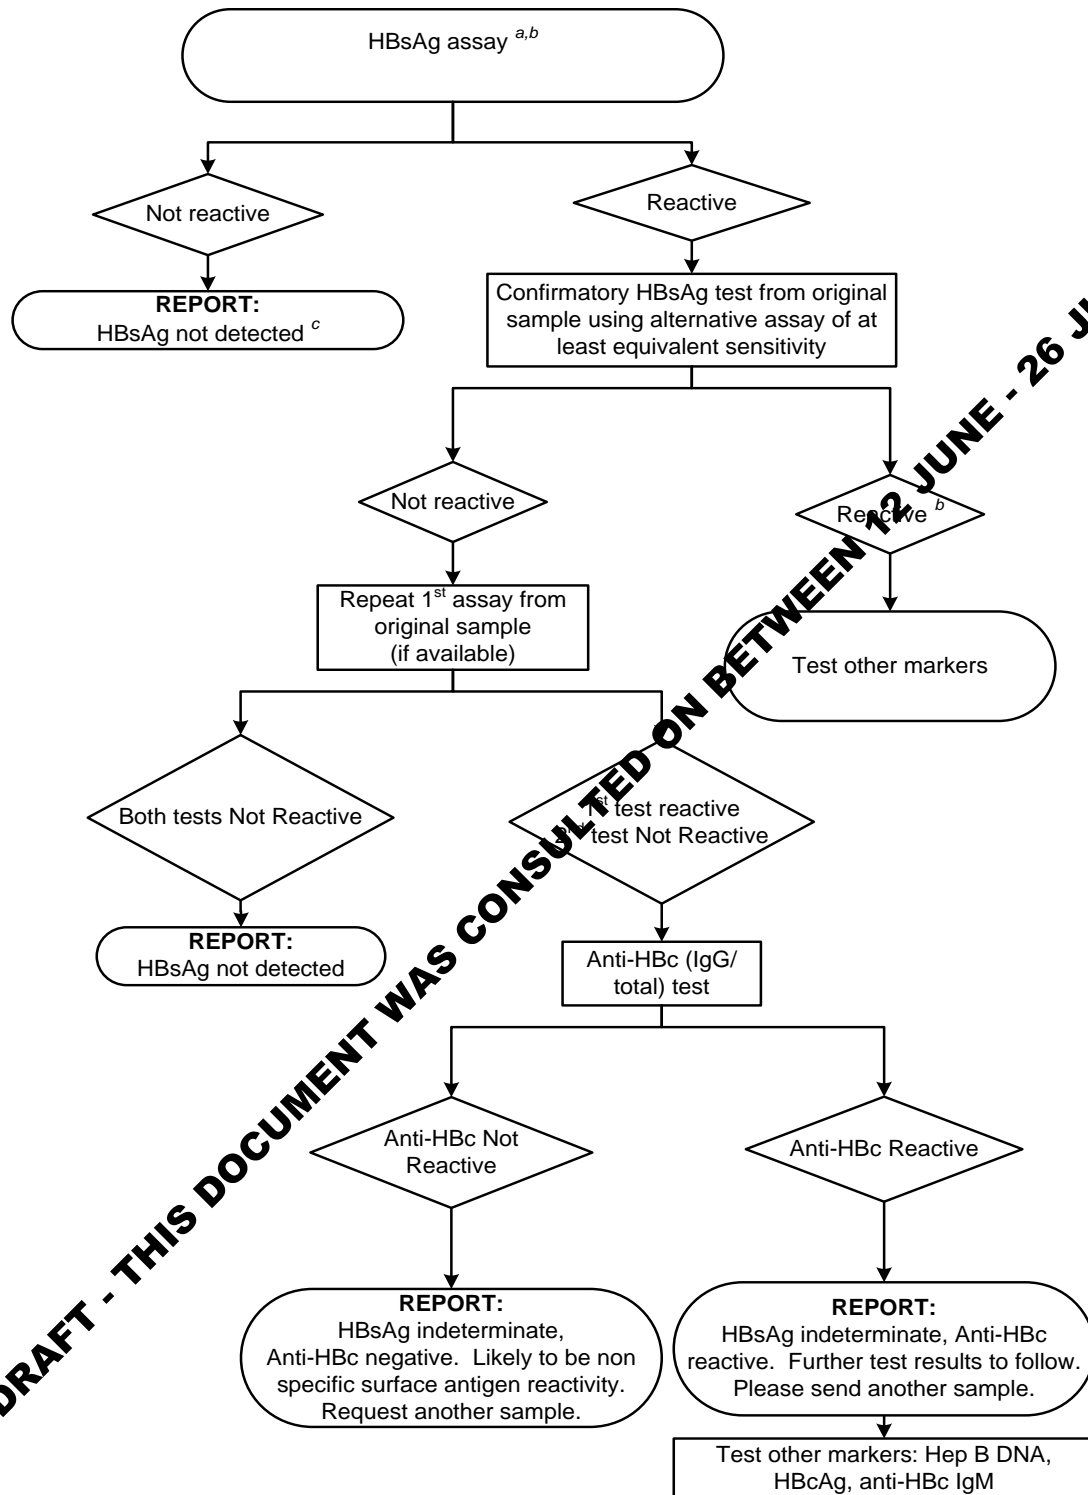 HBsAg assay a,b
Not reactive
Reactive
REPORT:
HBsAg not detected c
Confirmatory HBsAg test from original
sample using alternative assay of at
least equivalent sensitivity
Not reactive
Reactive b
Repeat 1st assay from
original sample
(if available)
Test other markers
Both tests Not Reactive
1st test reactive
2nd test Not Reactive
REPORT:
HBsAg not detected
Anti-HBc (IgG/
total) test
Anti-HBc Not
Reactive
Anti-HBc Reactive
REPORT:
HBsAg indeterminate,
Anti-HBc negative. Likely to be non
specific surface antigen reactivity.
Request another sample.
REPORT:
HBsAg indeterminate, Anti-HBc
reactive. Further test results to follow.
Please send another sample.
Test other markers: Hep B DNA,
HBcAg, anti-HBc IgM
DRAFT - THIS DOCUMENT WAS CONSULTED ON BETWEEN 12 JUNE - 26